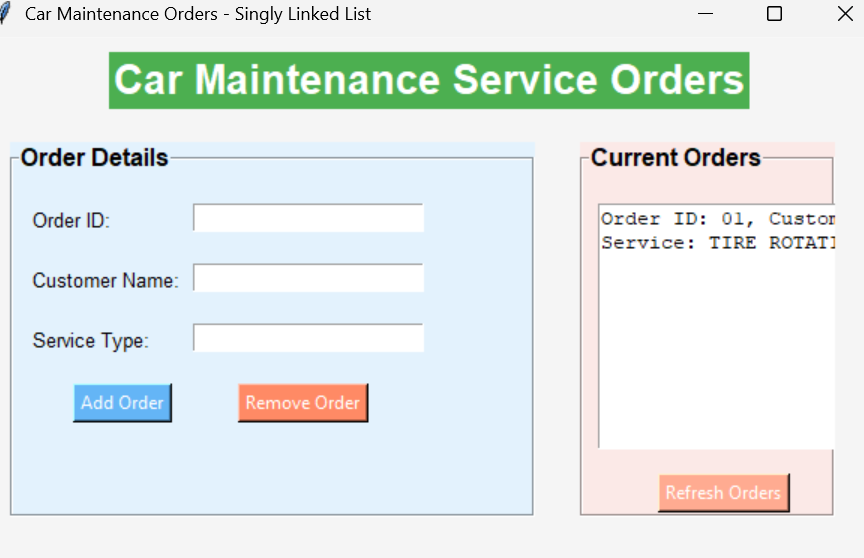 Car Maintenance Orders - Singly Linked List
Car Maintenance Service Orders
Order Details
Order ID:
Customer Name:
Service Type:
Add Order
Remove Order
Current Orders
Order ID: 01, Custom
Service: TIRE ROTATI
Refresh Orders